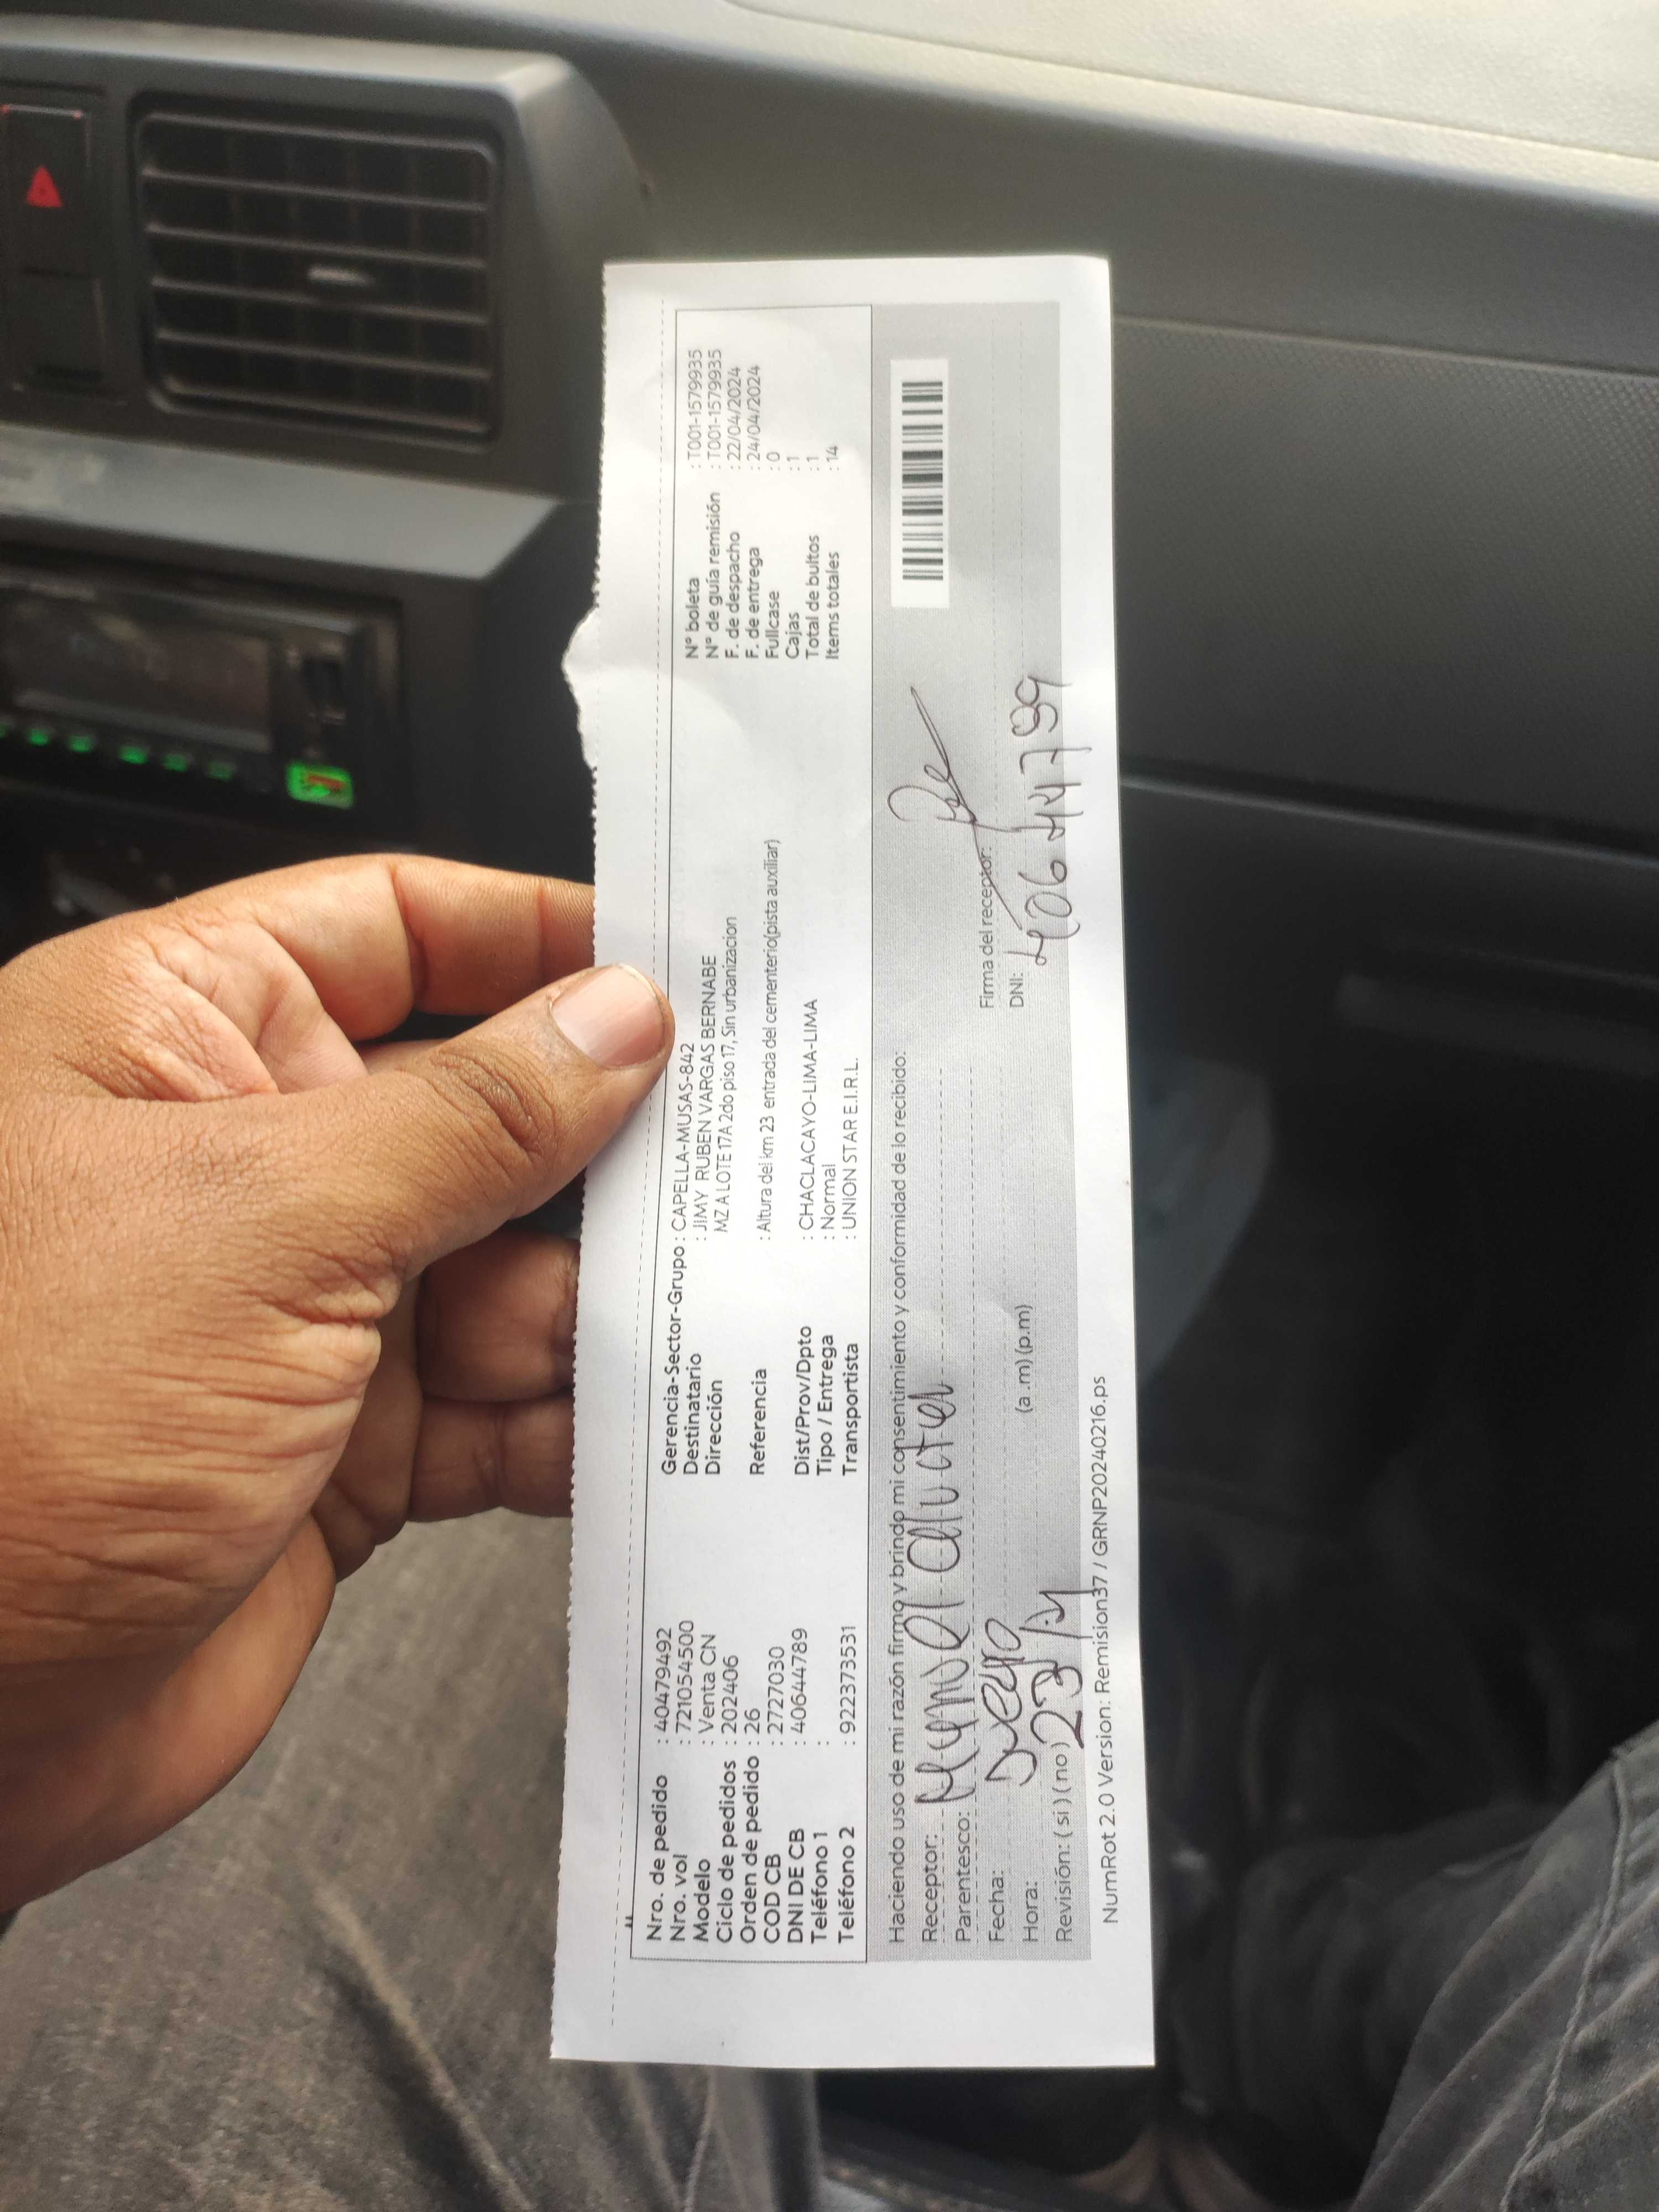 Nro. de pedido : 40479492
Nro. vol : 721054500
Modelo : Venta CN
Ciclo de pedidos : 202406
Orden de pedido : 26
COD CB : 2727030
DNI DE CB : 40644789
Teléfono 1 :
Teléfono 2 : 922373531
Gerencia-Sector-Grupo : CAPELLA-MUSAS-842
Destinatario : JIMY RUBEN VARGAS BERNABE
Dirección MZ A LOTE 17A 2do piso 17, Sin urbanizacion
Referencia : Altura del km 23 entrada del cementerio(pista auxiliar)
Dist/Prov/Dpto : CHACLACAYO-LIMA-LIMA
Tipo / Entrega : Normal
Transportista : UNION STAR E.I.R.L.
N° boleta : T001-1579935
N° de guía remisión : T001-1579935
F. de despacho : 22/04/2024
F. de entrega : 24/04/2024
Fullcase : 0
Cajas : 1
Total de bultos : 1
Items totales : 14
Haciendo uso de mi razón firmo y brindo mi consentimiento y conformidad de lo recibido:
Receptor: Manuel
Parentesco:
Fecha: Suegro
Hora: 23 (a.m) (p.m)
Revisión: ( si ) ( no )
Firma del receptor:
DNI: 40644789
NumRot 2.0 Version: Remision37 / GRNP20240216.ps